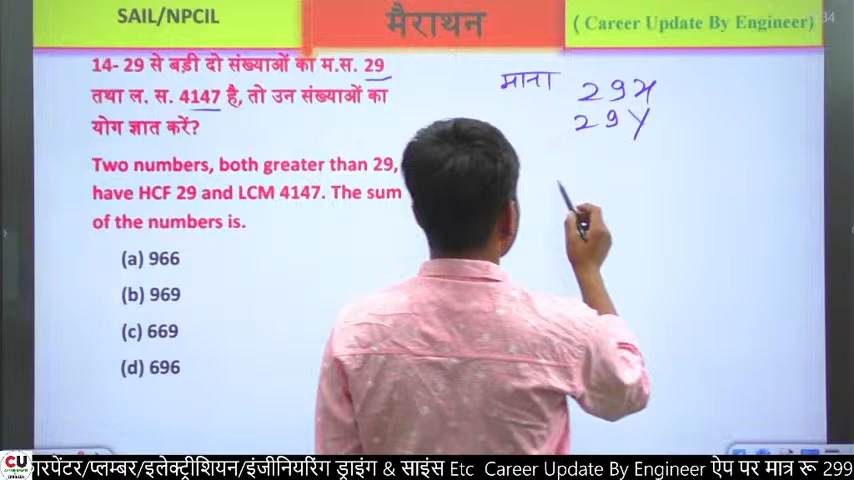 SAIL/NPCIL
मैराथन
( Career Update By Engineer)
34
14- 29 से बड़ी दो संख्याओं का म.स. 29
तथा ल. स. 4147 है, तो उन संख्याओं का
योग ज्ञात करें?
Two numbers, both greater than 29,
have HCF 29 and LCM 4147. The sum
of the numbers is.
(a) 966
(b) 969
(c) 669
(d) 696
माना 29x
29y
CU
कारपेंटर/प्लम्बर/इलेक्ट्रीशियन/इंजीनियरिंग ड्राइंग & साइंस Etc Career Update By Engineer ऐप पर मात्र रू 299